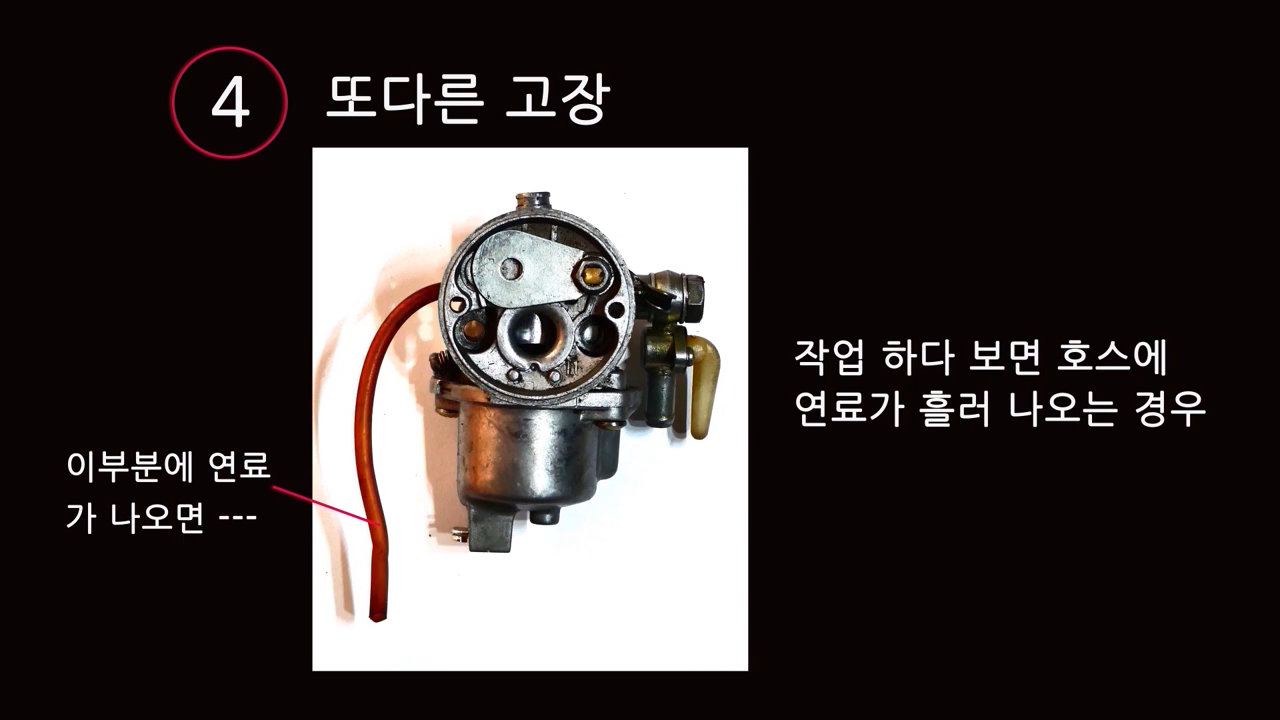 4 또다른 고장
작업 하다 보면 호스에
연료가 흘러 나오는 경우
이부분에 연료
가 나오면 ---